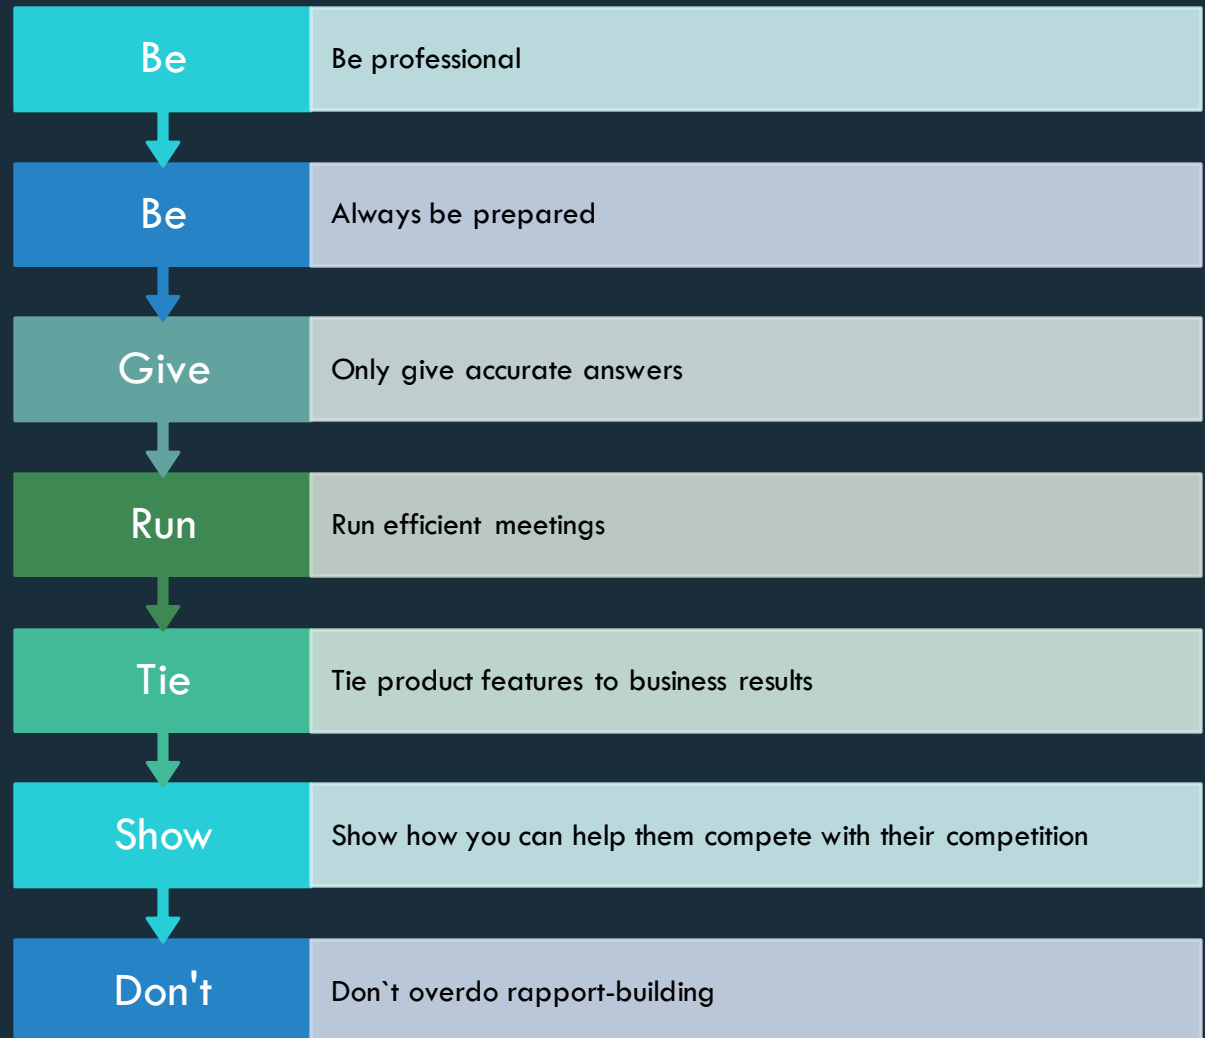 Be
Be professional
Be
Always be prepared
Give
Only give accurate answers
Run
Run efficient meetings
Tie
Tie product features to business results
Show
Show how you can help them compete with their competition
Don't
Don`t overdo rapport-building